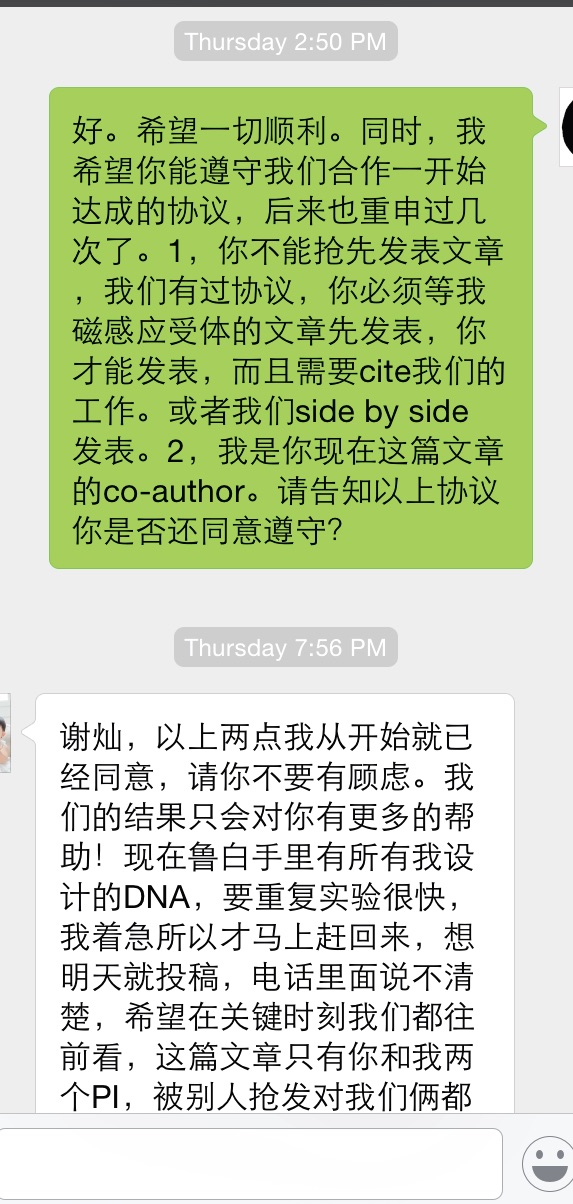 Thursday 2:50 PM
好。希望一切顺利。同时，我
希望你能遵守我们合作一开始
达成的协议，后来也重申过几
次了。1，你不能抢先发表文章
，我们有过协议，你必须等我
磁感应受体的文章先发表，你
才能发表，而且需要cite我们的
工作。或者我们side by side
发表。2，我是你现在这篇文章
的co-author。请告知以上协议
你是否还同意遵守？
Thursday 7:56 PM
谢灿，以上两点我从开始就已
经同意，请你不要有顾虑。我
们的结果只会对你有更多的帮
助！现在鲁白手里有所有我设
计的DNA，要重复实验很快，
我着急所以才马上赶回来，想
明天就投稿，电话里面说不清
楚，希望在关键时刻我们都往
前看，这篇文章只有你和我两
个PI，被别人抢发对我们俩都